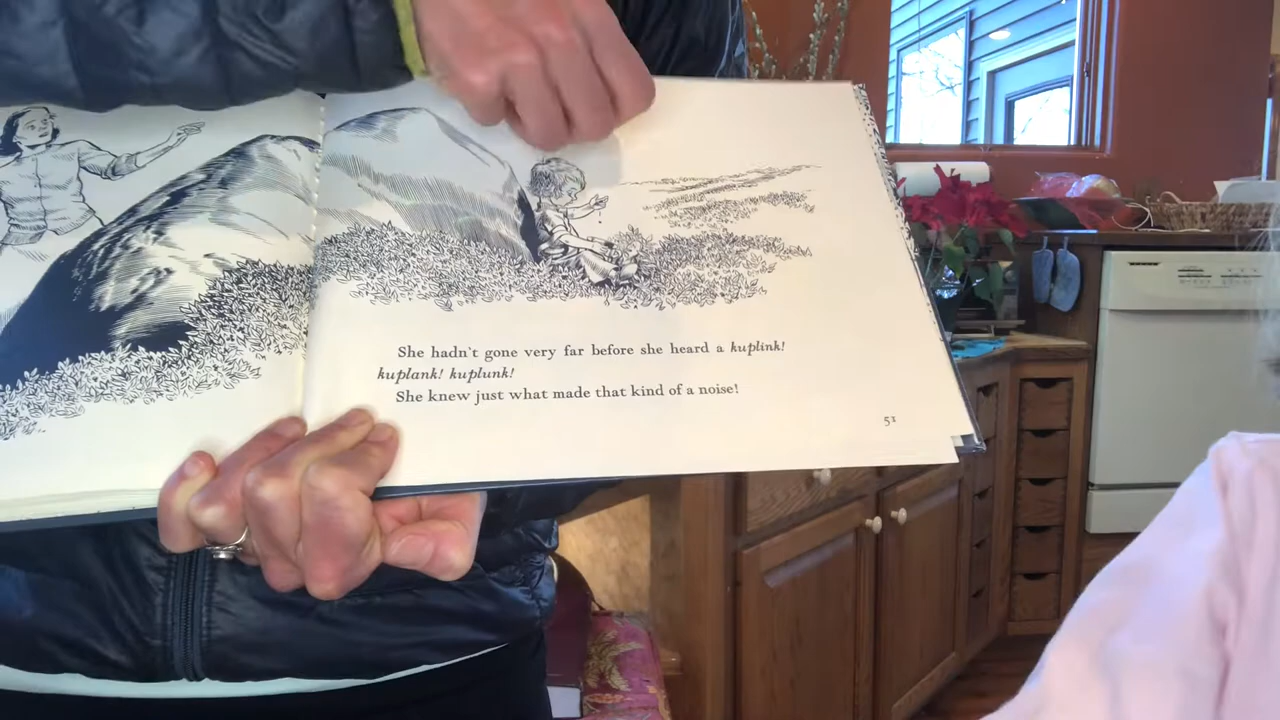 She hadn't gone very far before she heard a kuplink!
kuplank! kuplunk!
She knew just what made that kind of a noise!
51